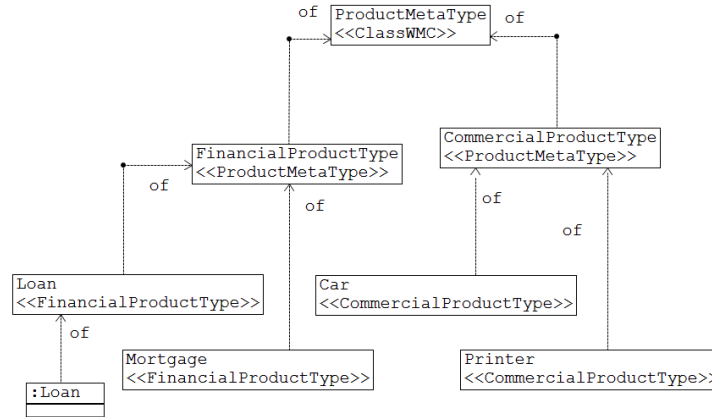 of
ProductMetaType
<<ClassWMC>>
of
FinancialProductType
<<ProductMetaType>>
CommercialProductType
<<ProductMetaType>>
of
of
of
of
Loan
<<FinancialProductType>>
Car
<<CommercialProductType>>
of
Mortgage
<<FinancialProductType>>
Printer
<<CommercialProductType>>
:Loan